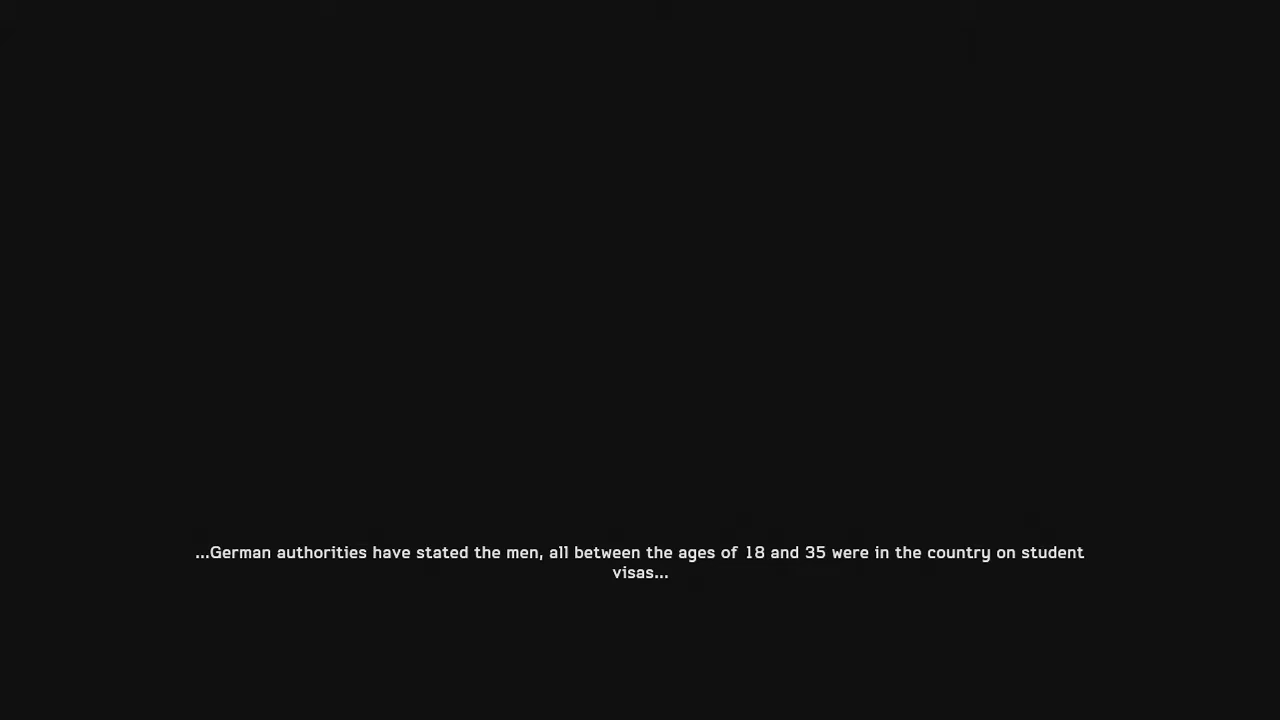 ...German authorities have stated the men, all between the ages of 18 and 35 were in the country on student
visas...